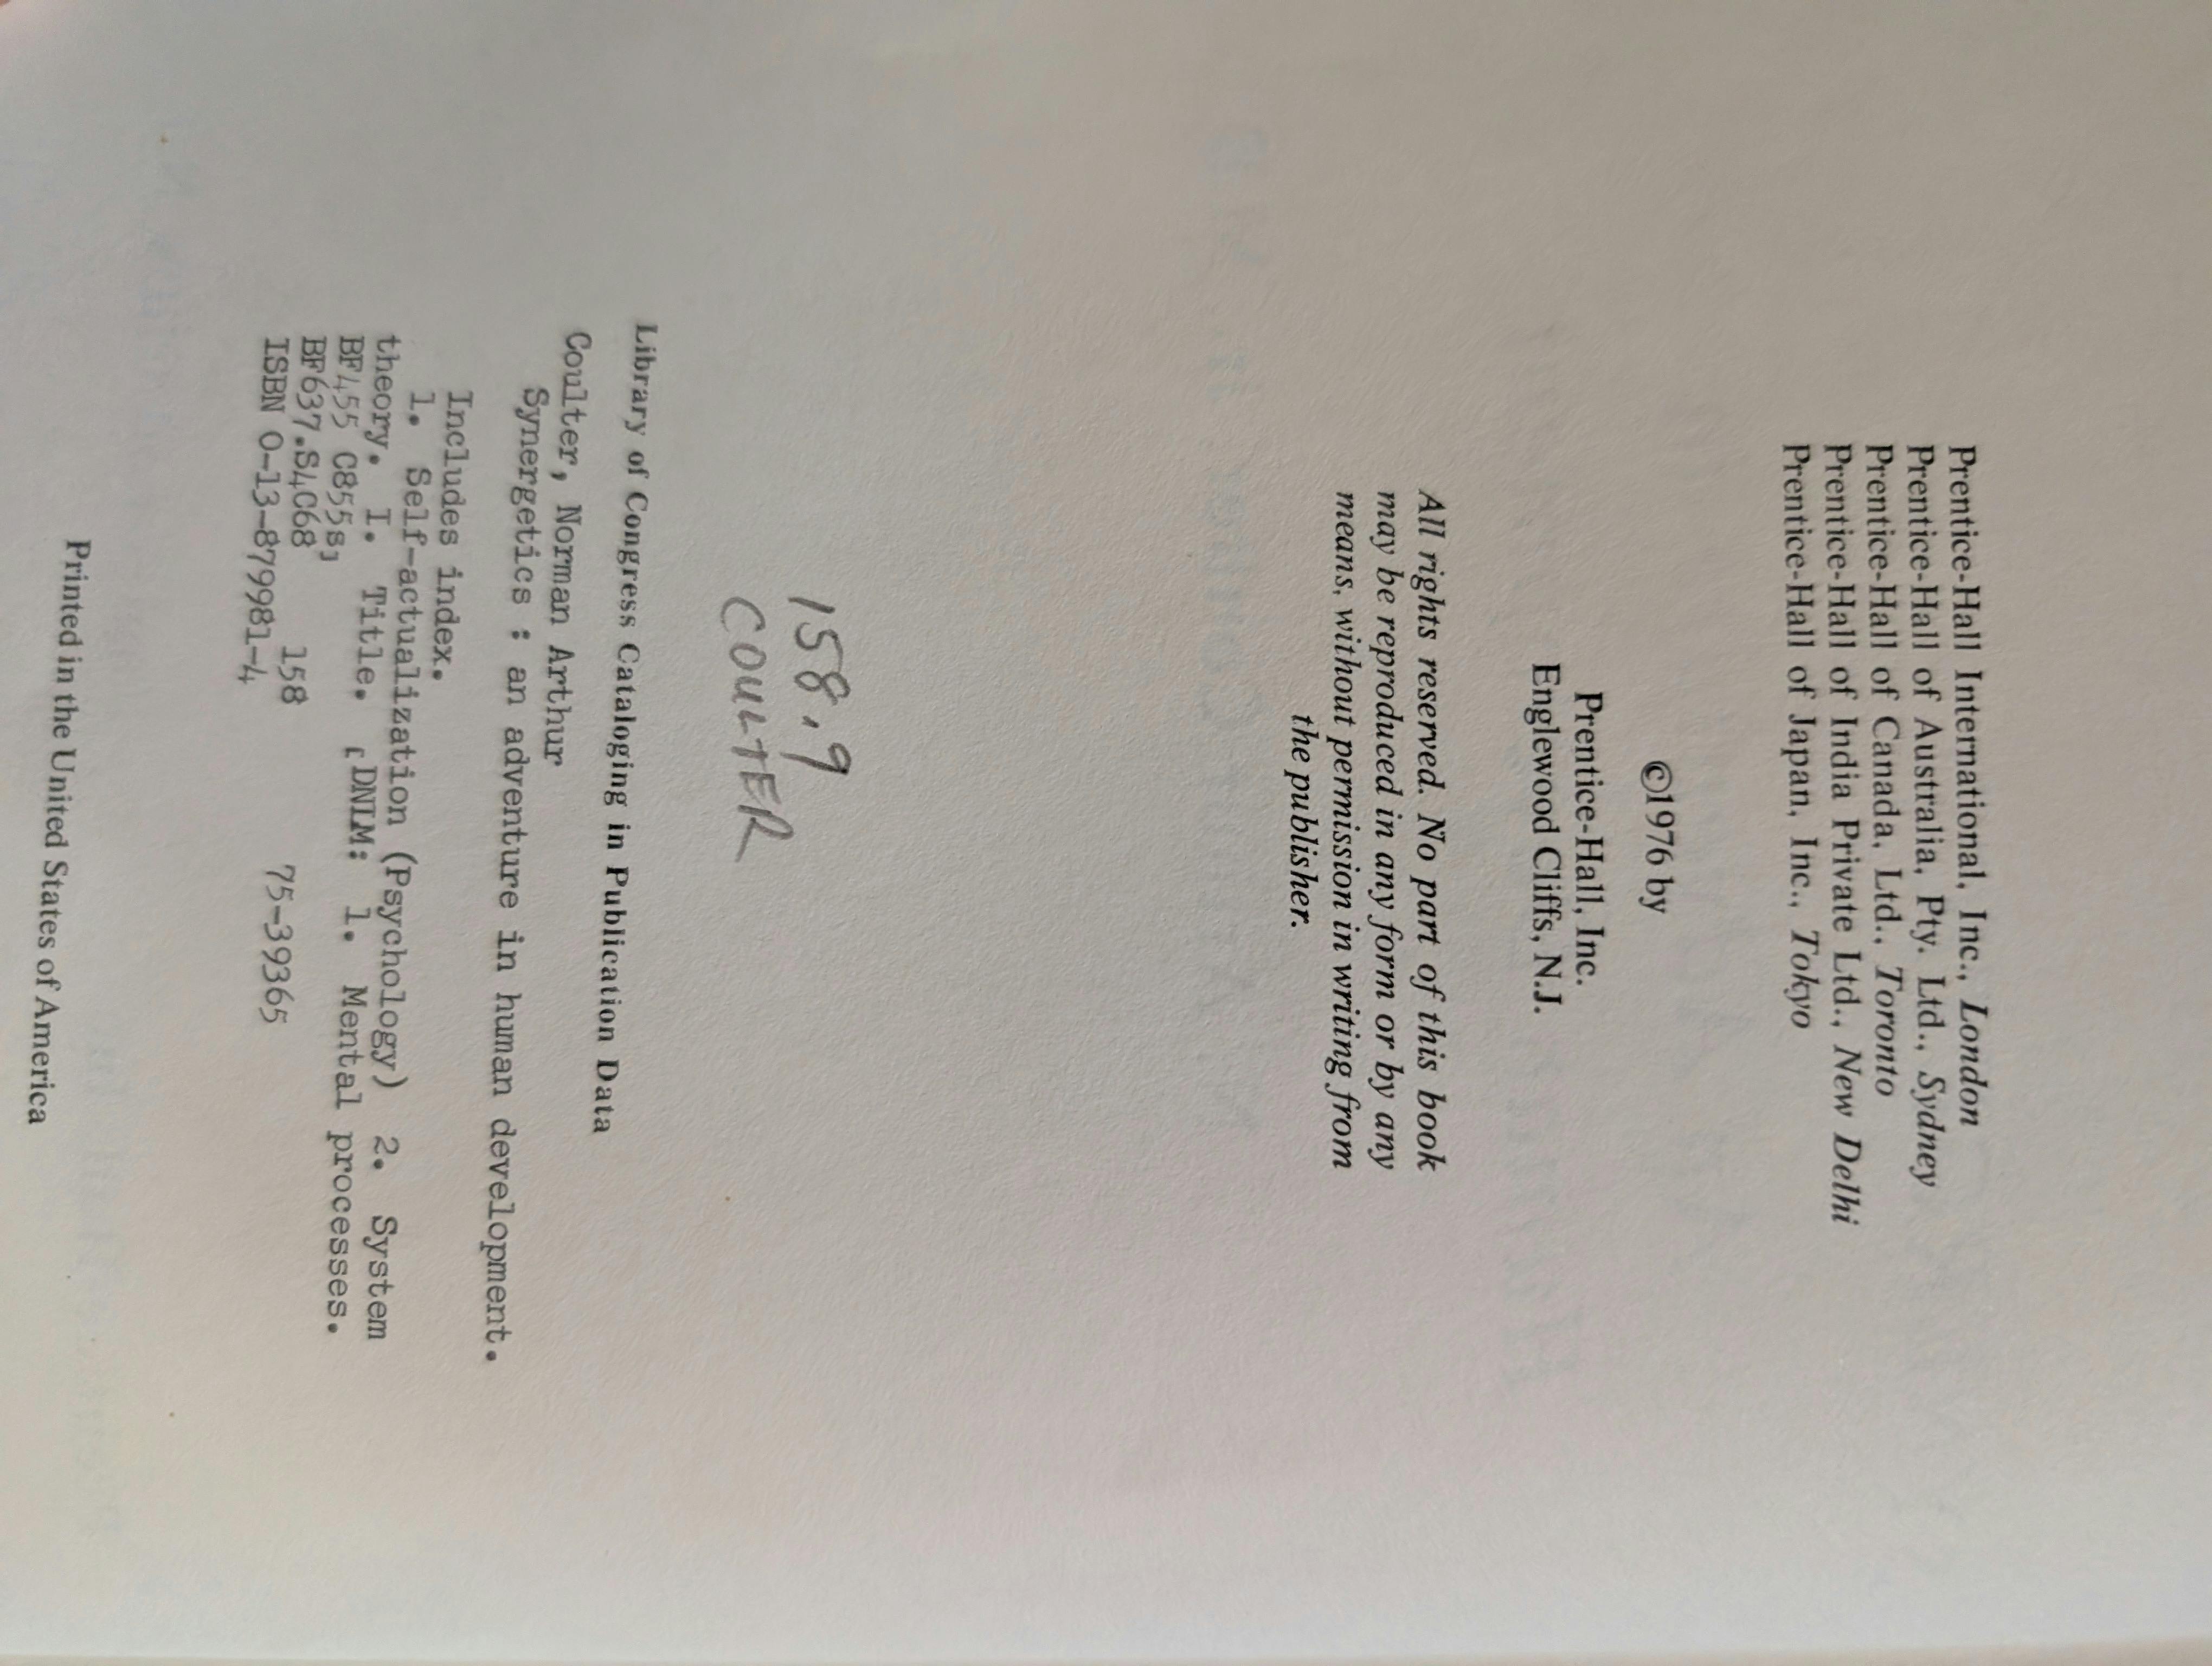 Prentice-Hall International, Inc., London
Prentice-Hall of Australia, Pty. Ltd., Sydney
Prentice-Hall of Canada, Ltd., Toronto
Prentice-Hall of India Private Ltd., New Delhi
Prentice-Hall of Japan, Inc., Tokyo
©1976 by
Prentice-Hall, Inc.
Englewood Cliffs, N.J.
All rights reserved. No part of this book
may be reproduced in any form or by any
means, without permission in writing from
the publisher.
158.9
COULTER
Library of Congress Cataloging in Publication Data
Coulter, Norman Arthur
Synergetics : an adventure in human development.
Includes index.
1. Self-actualization (Psychology) 2. System
theory. I. Title. [DNLM: 1. Mental processes.
BF455 C855s]
BF637.S4C68 158 75-39365
ISBN 0-13-879981-4
Printed in the United States of America